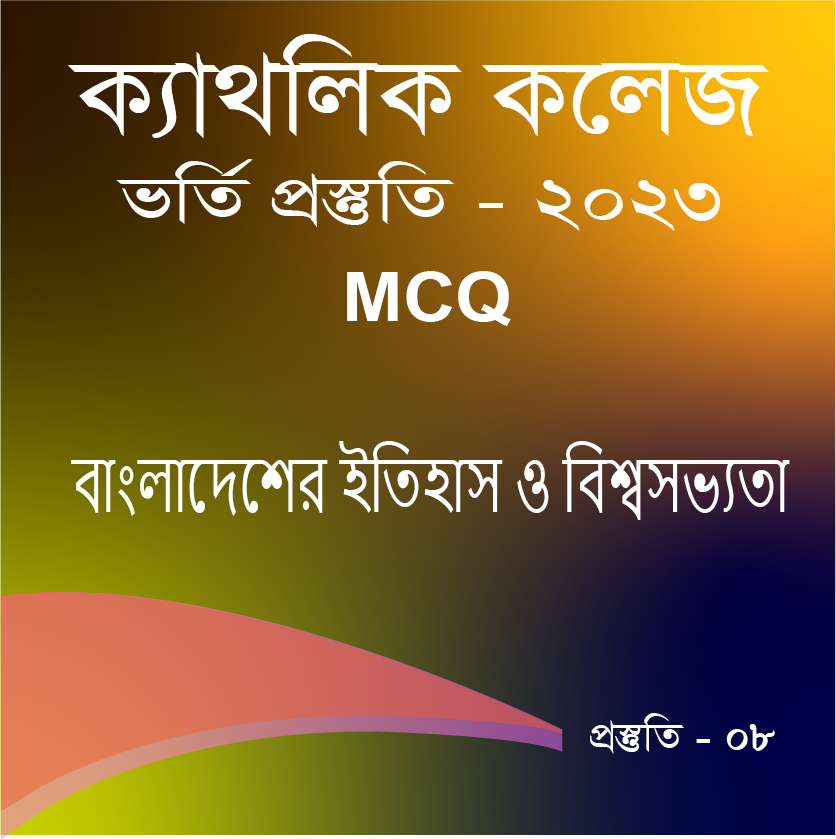 ক্যাথলিক কলেজ
ভর্তি প্রস্তুতি - ২০২৩
MCQ
বাংলাদেশের ইতিহাস ও বিশ্বসভ্যতা
প্রস্তুতি - ০৮